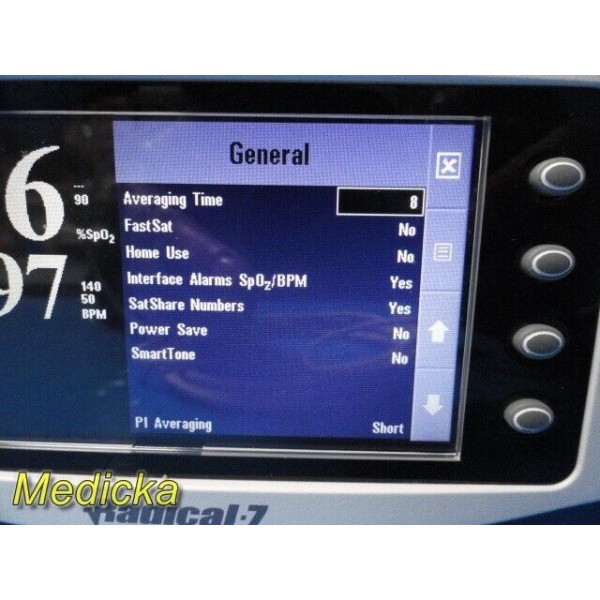 General
Averaging Time 8
FastSat No
Home Use No
Interface Alarms SpO₂/BPM Yes
SatShare Numbers Yes
Power Save No
SmartTone No
PI Averaging Short
6
---
90
%SpO₂
97
140
50
BPM
Medicka
Radical-7